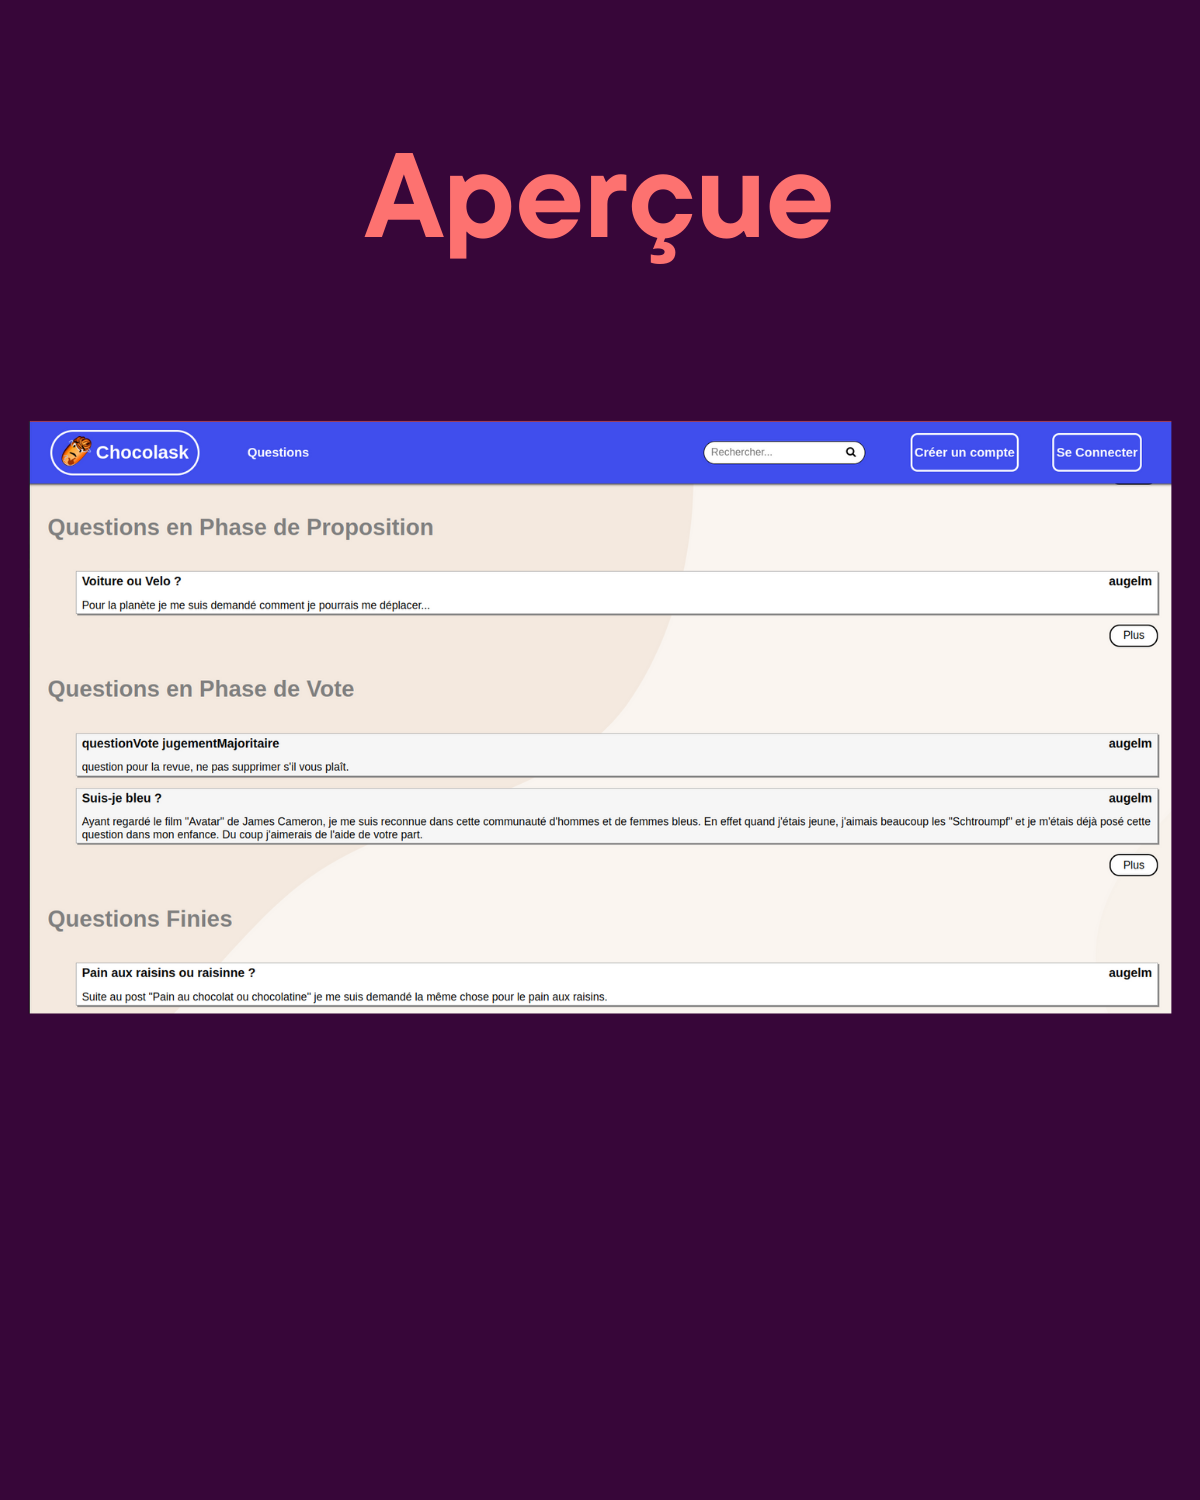 Aperçue
Chocolask
Questions
Rechercher...
Créer un compte
Se Connecter
Questions en Phase de Proposition
Voiture ou Velo ?
augelm
Pour la planète je me suis demandé comment je pourrais me déplacer...
Plus
Questions en Phase de Vote
questionVote jugementMajoritaire
augelm
question pour la revue, ne pas supprimer s'il vous plaît.
Suis-je bleu ?
augelm
Ayant regardé le film "Avatar" de James Cameron, je me suis reconnue dans cette communauté d'hommes et de femmes bleus. En effet quand j'étais jeune, j'aimais beaucoup les "Schtroumpf" et je m'étais déjà posé cette
question dans mon enfance. Du coup j'aimerais de l'aide de votre part.
Plus
Questions Finies
Pain aux raisins ou raisinne ?
augelm
Suite au post "Pain au chocolat ou chocolatine" je me suis demandé la même chose pour le pain aux raisins.